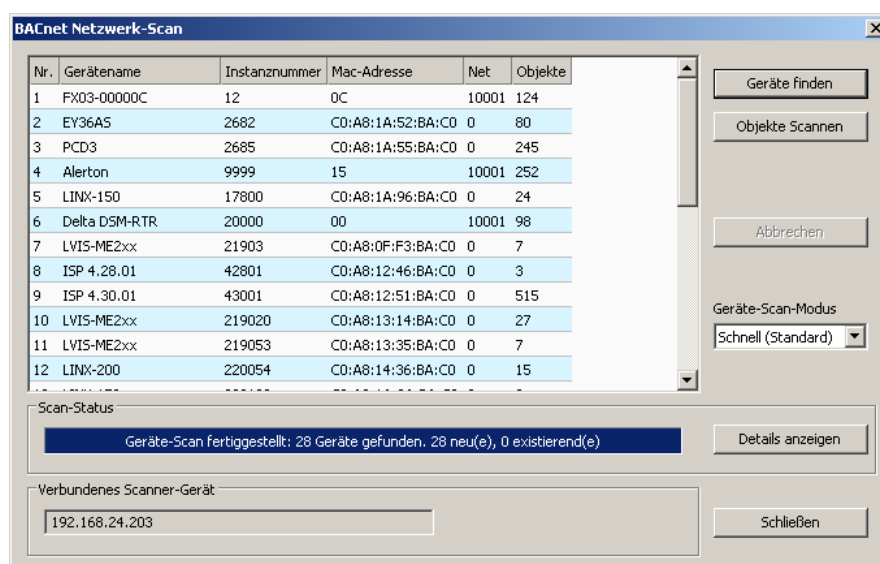 BACnet Netzwerk-Scan
Nr. Gerätename Instanznummer Mac-Adresse Net Objekte
1 FX03-00000C 12 0C 10001 124
2 EY36AS 2682 C0:A8:1A:52:BA:C0 0 80
3 PCD3 2685 C0:A8:1A:55:BA:C0 0 245
4 Alerton 9999 15 10001 252
5 LINX-150 17800 C0:A8:1A:96:BA:C0 0 24
6 Delta DSM-RTR 20000 00 10001 98
7 LVIS-ME2xx 21903 C0:A8:0F:F3:BA:C0 0 7
8 ISP 4.28.01 42801 C0:A8:12:46:BA:C0 0 3
9 ISP 4.30.01 43001 C0:A8:12:51:BA:C0 0 515
10 LVIS-ME2xx 219020 C0:A8:13:14:BA:C0 0 27
11 LVIS-ME2xx 219053 C0:A8:13:35:BA:C0 0 7
12 LINX-200 220054 C0:A8:14:36:BA:C0 0 15
Geräte finden
Objekte Scannen
Abbrechen
Geräte-Scan-Modus
Schnell (Standard)
Scan-Status
Geräte-Scan fertiggestellt: 28 Geräte gefunden. 28 neu(e), 0 existierend(e)
Details anzeigen
Verbundenes Scanner-Gerät
192.168.24.203
Schließen